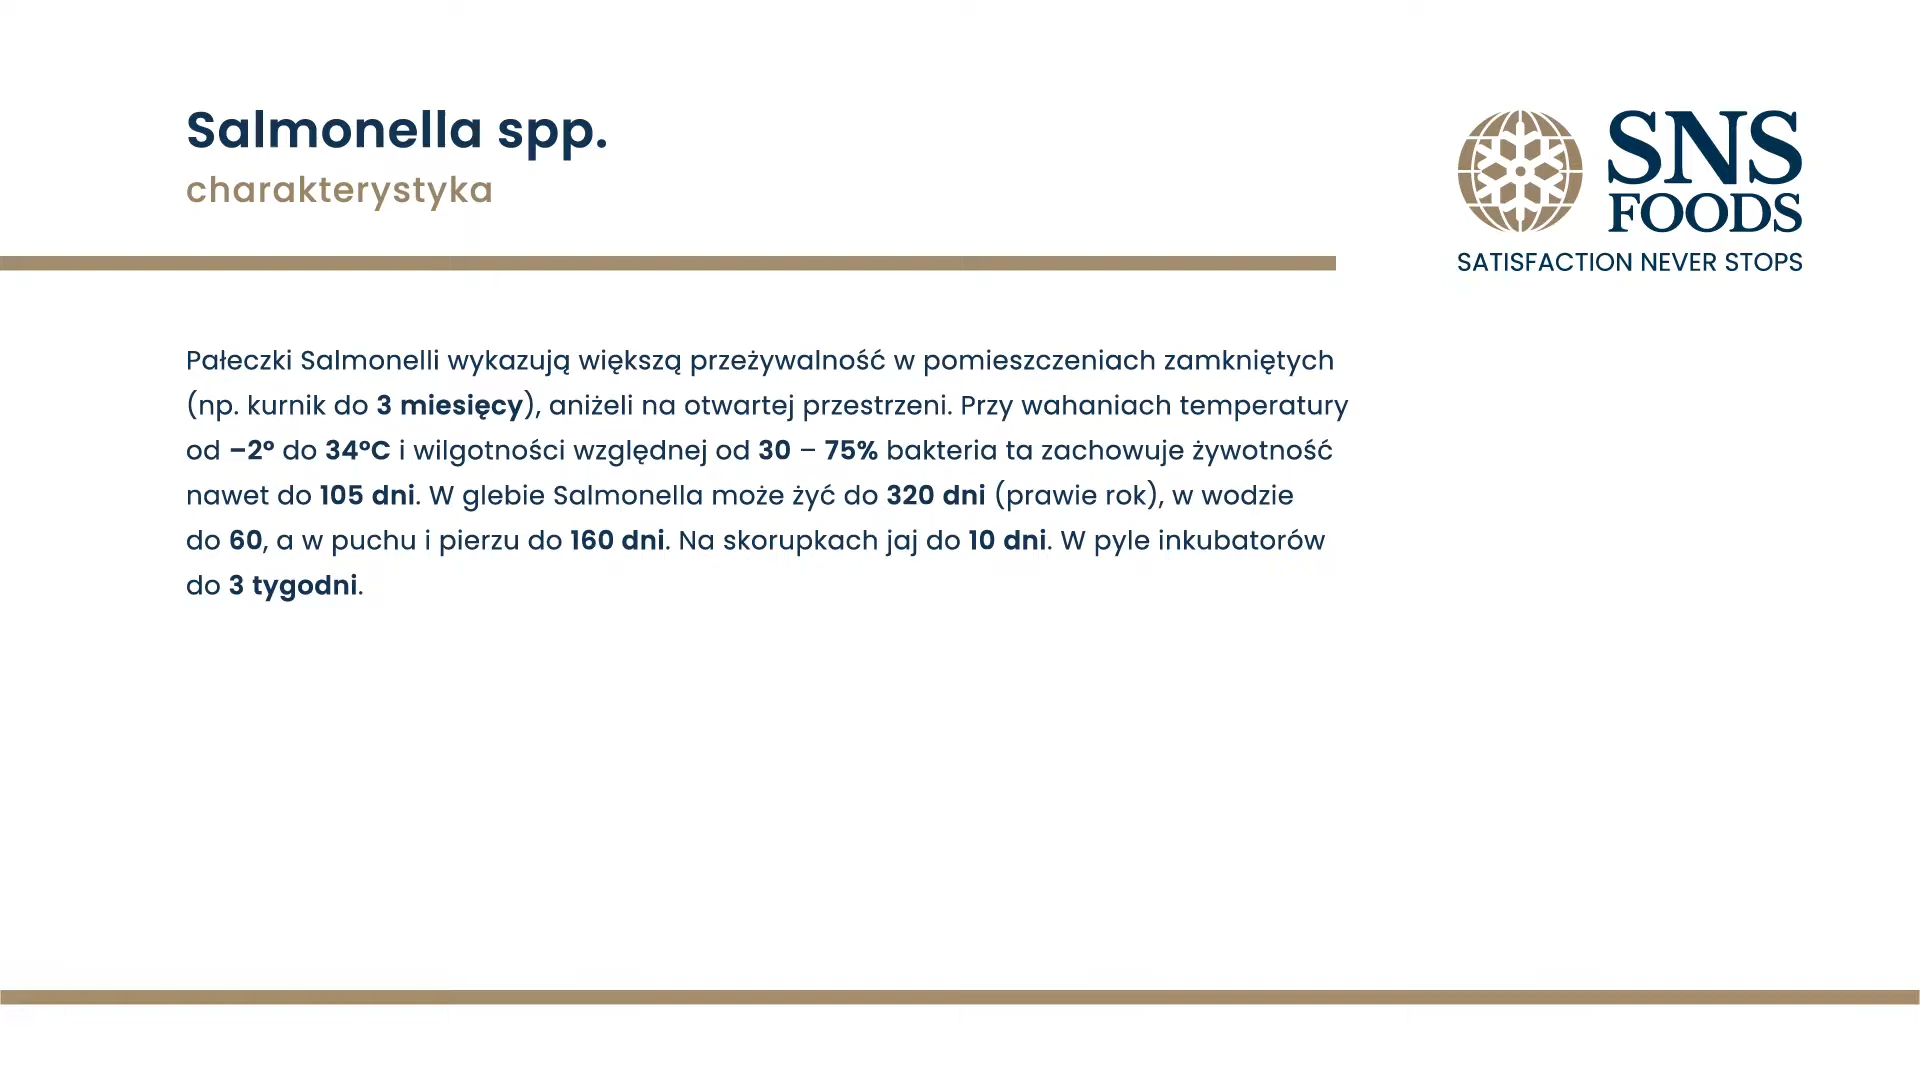 Salmonella spp.
charakterystyka
SNS
FOODS
SATISFACTION NEVER STOPS
Pałeczki Salmonelli wykazują większą przeżywalność w pomieszczeniach zamkniętych
(np. kurnik do 3 miesięcy), aniżeli na otwartej przestrzeni. Przy wahaniach temperatury
od –2° do 34°C i wilgotności względnej od 30 – 75% bakteria ta zachowuje żywotność
nawet do 105 dni. W glebie Salmonella może żyć do 320 dni (prawie rok), w wodzie
do 60, a w puchu i pierzu do 160 dni. Na skorupkach jaj do 10 dni. W pyle inkubatorów
do 3 tygodni.